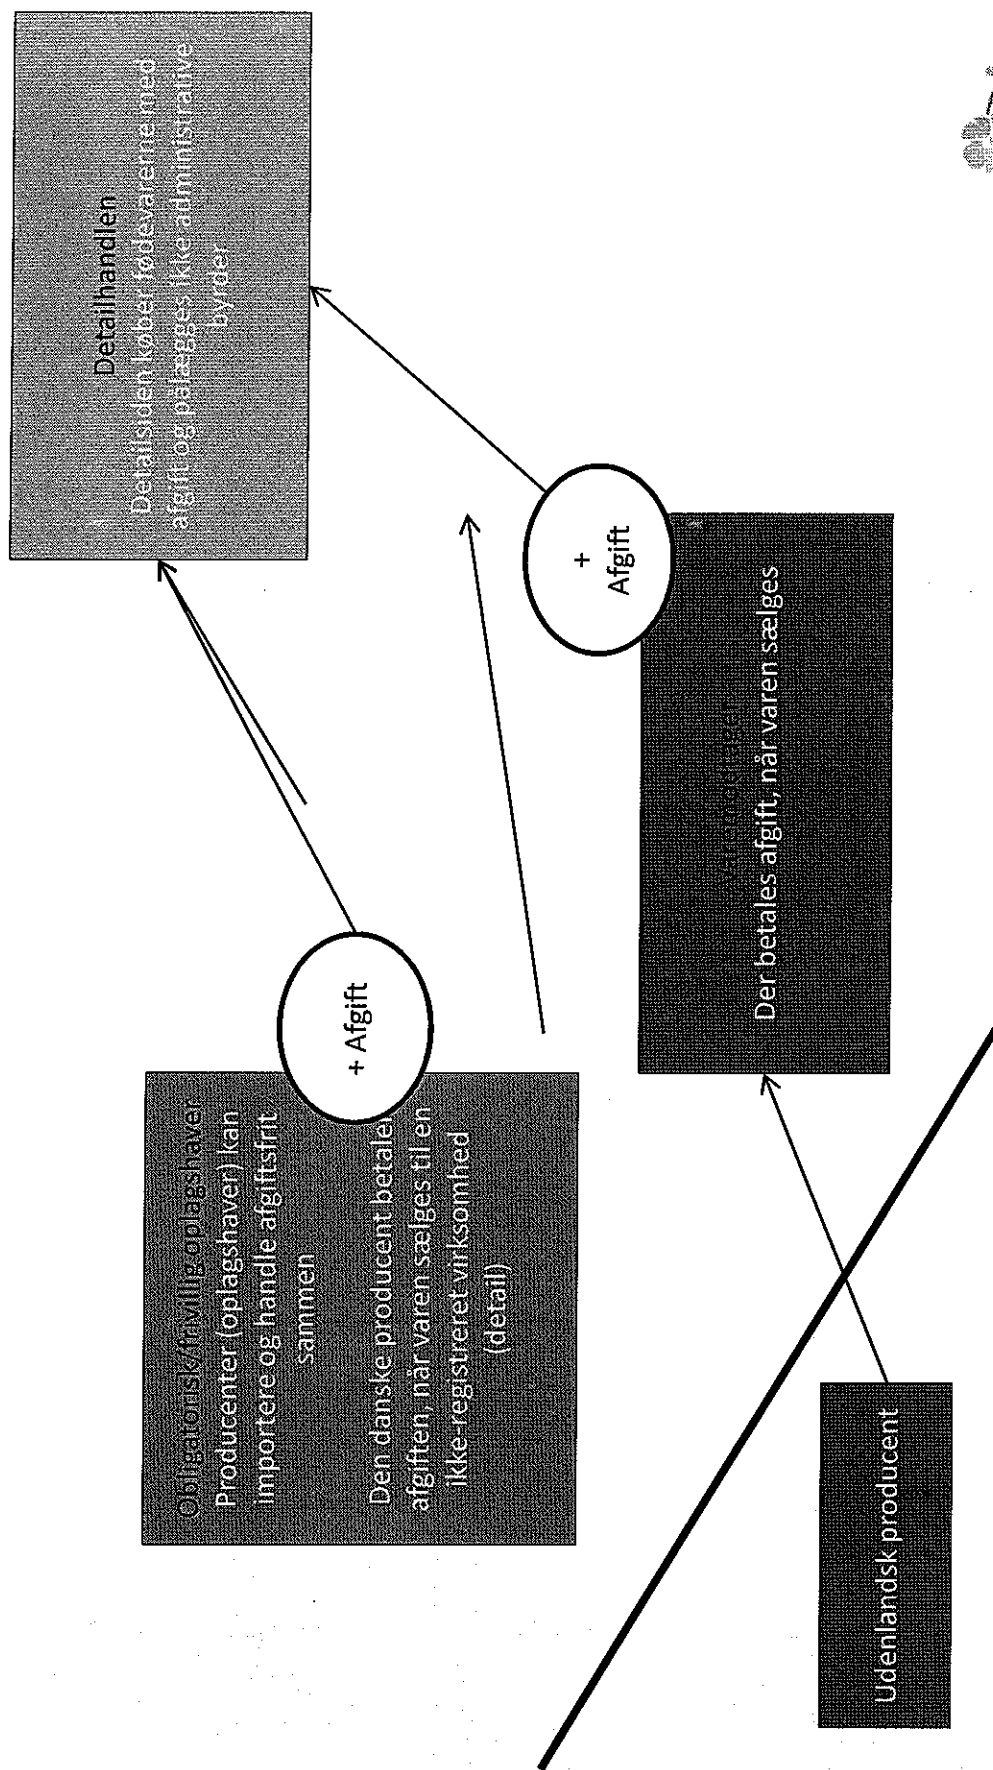 Detailhandlen
Detailsiden køber fødevarerne med
afgift og pålægges ikke administrative
byrder
Obligatorisk/frivillig oplagshaver
Producenter (oplagshaver) kan
importere og handle afgiftsfrit
sammen
Den danske producent betaler
afgiften, når varen sælges til en
ikke-registreret virksomhed
(detail)
+ Afgift
+
Afgift
Varemodtager
Der betales afgift, når varen sælges
Udenlandsk producent